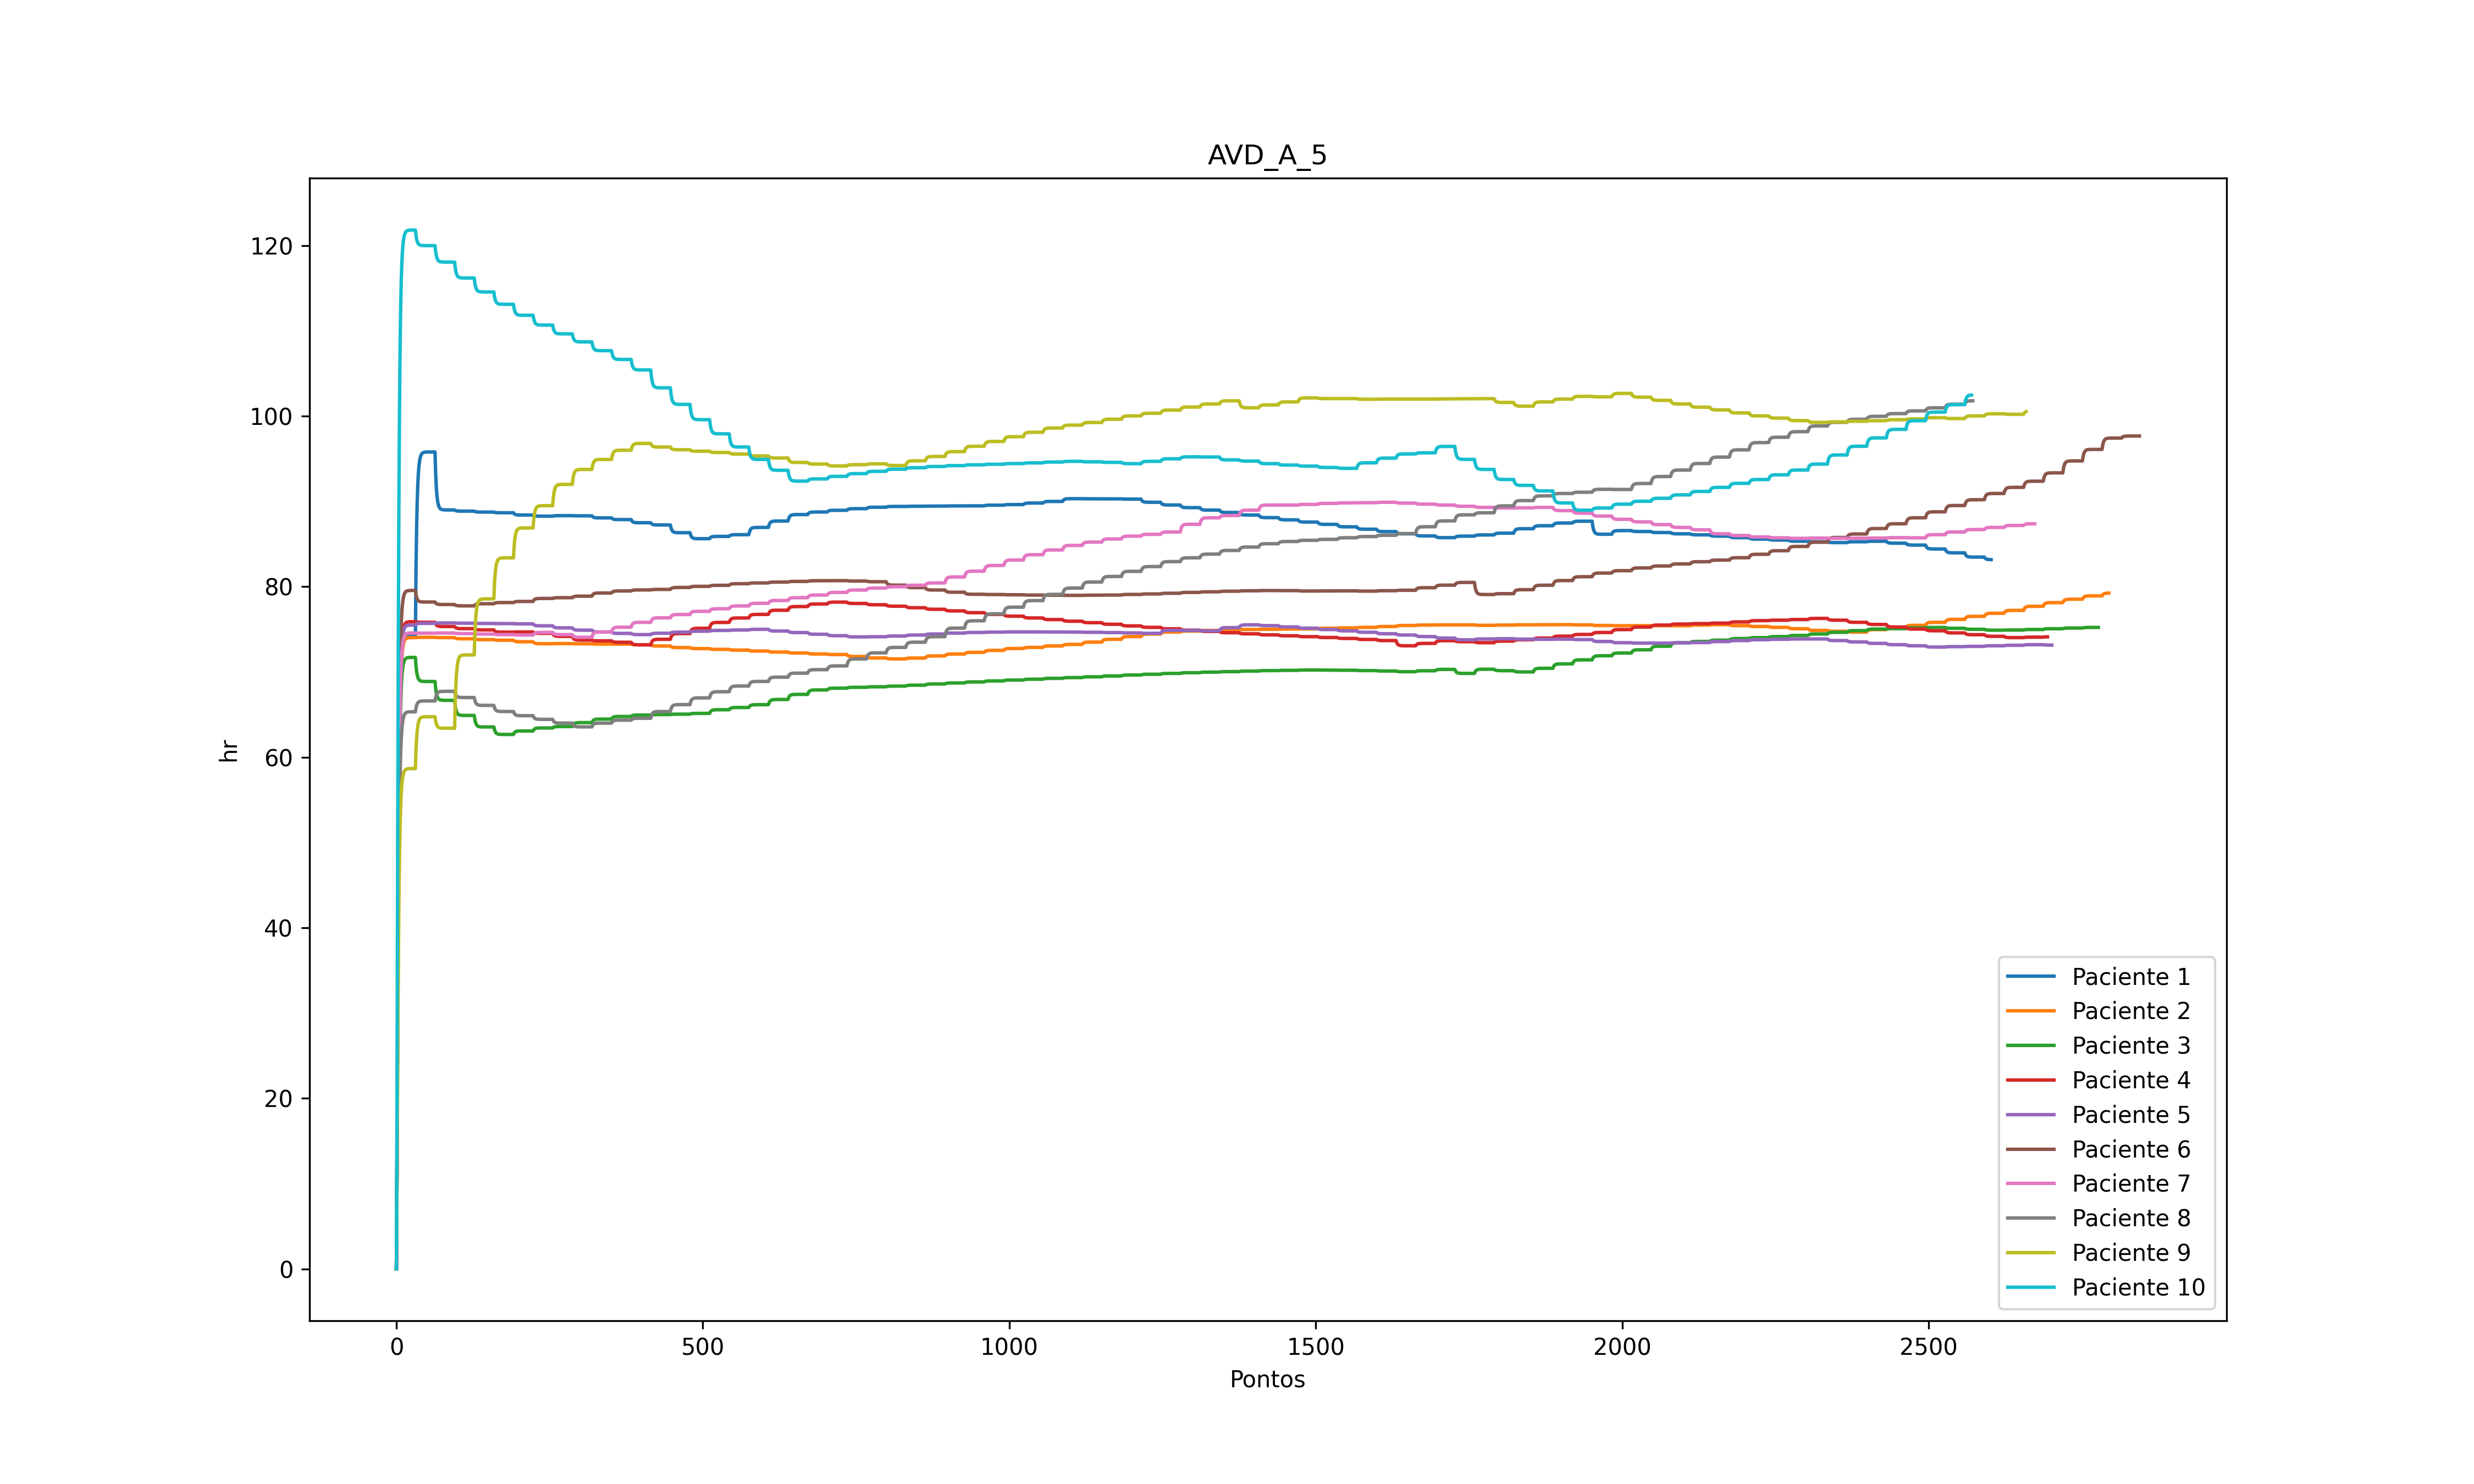 AVD_A_5
hr
120
100
80
60
40
20
0
0
500
1000
1500
2000
2500
Pontos
Paciente 1
Paciente 2
Paciente 3
Paciente 4
Paciente 5
Paciente 6
Paciente 7
Paciente 8
Paciente 9
Paciente 10